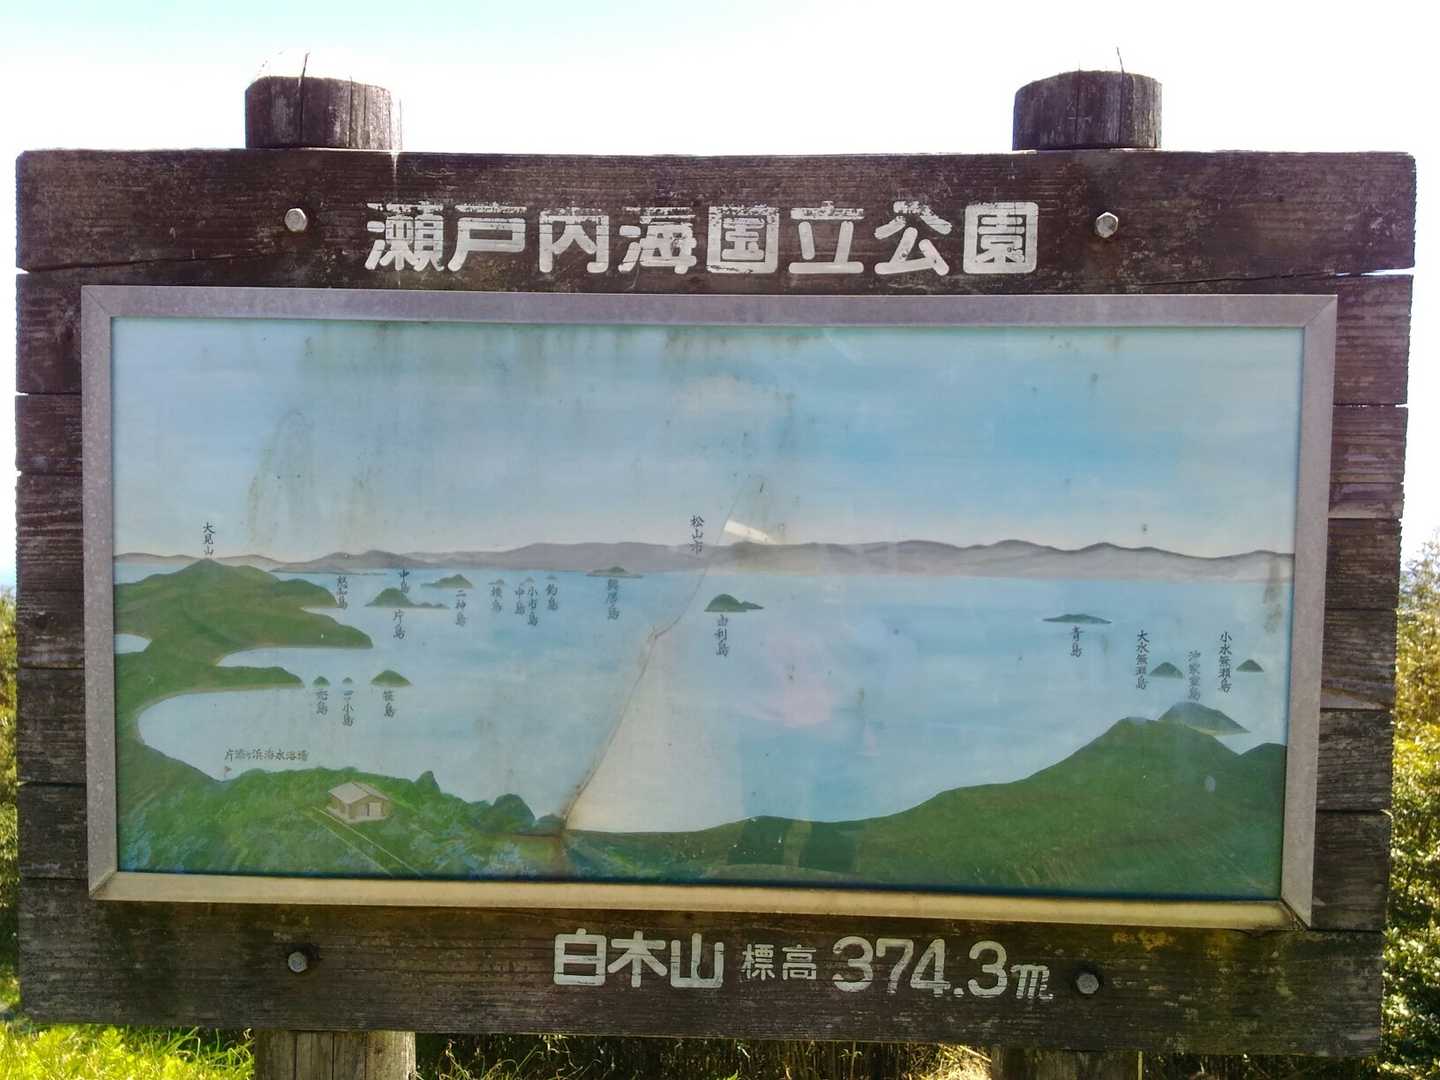 瀬戸内海国立公園
大見山
松山市
怒和島
中島
片島
二神島
横島
中島
小市島
釣島
興居島
由利島
青島
大水無瀬島
沖家室島
小水無瀬島
笹島
片添ヶ浜海水浴場
白木山 標高 374.3m